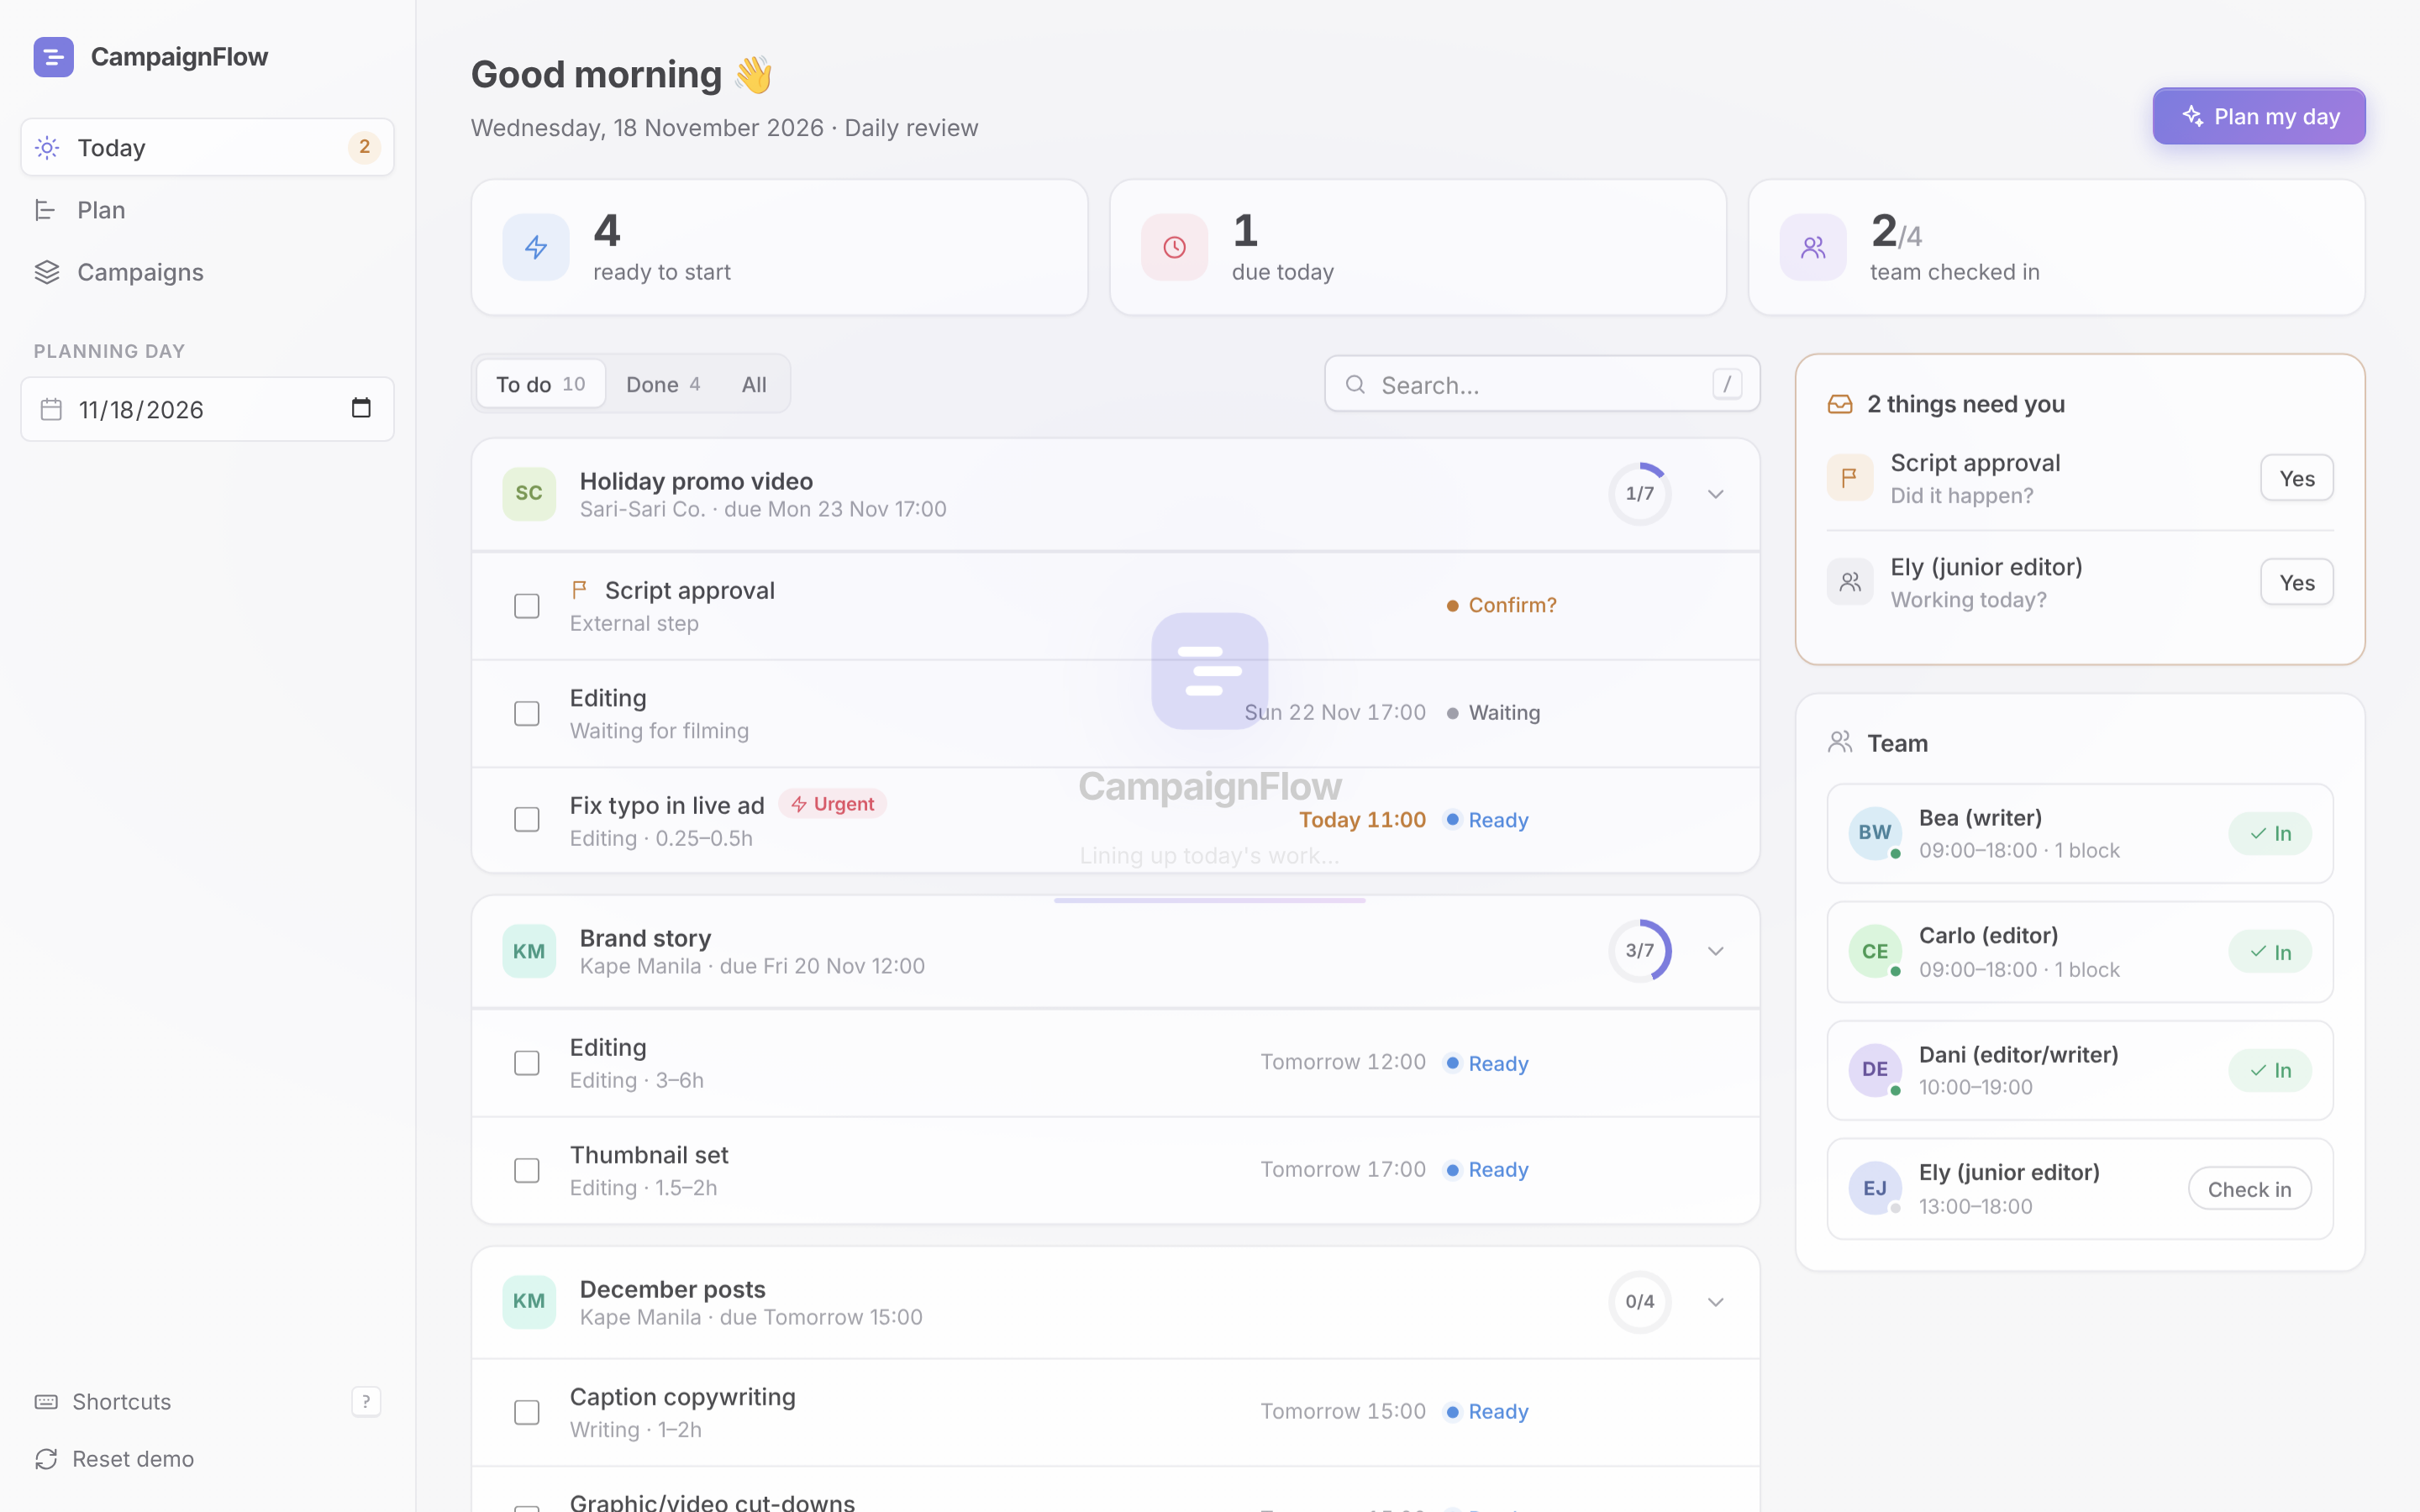 CampaignFlow
Today 2
Plan
Campaigns
PLANNING DAY
11/18/2026
Shortcuts ?
Reset demo
Good morning 👋
Wednesday, 18 November 2026 · Daily review
Plan my day
4
ready to start
1
due today
2/4
team checked in
To do 10 Done 4 All
Search... /
SC Holiday promo video 1/7
Sari-Sari Co. · due Mon 23 Nov 17:00
Script approval Confirm?
External step
Editing Sun 22 Nov 17:00 Waiting
Waiting for filming
CampaignFlow
Fix typo in live ad Urgent Today 11:00 Ready
Editing · 0.25–0.5h
Lining up today's work...
KM Brand story 3/7
Kape Manila · due Fri 20 Nov 12:00
Editing Tomorrow 12:00 Ready
Editing · 3–6h
Thumbnail set Tomorrow 17:00 Ready
Editing · 1.5–2h
KM December posts 0/4
Kape Manila · due Tomorrow 15:00
Caption copywriting Tomorrow 15:00 Ready
Writing · 1–2h
Graphic/video cut-downs
2 things need you
Script approval Yes
Did it happen?
Ely (junior editor) Yes
Working today?
Team
BW Bea (writer) In
09:00–18:00 · 1 block
CE Carlo (editor) In
09:00–18:00 · 1 block
DE Dani (editor/writer) In
10:00–19:00
EJ Ely (junior editor) Check in
13:00–18:00